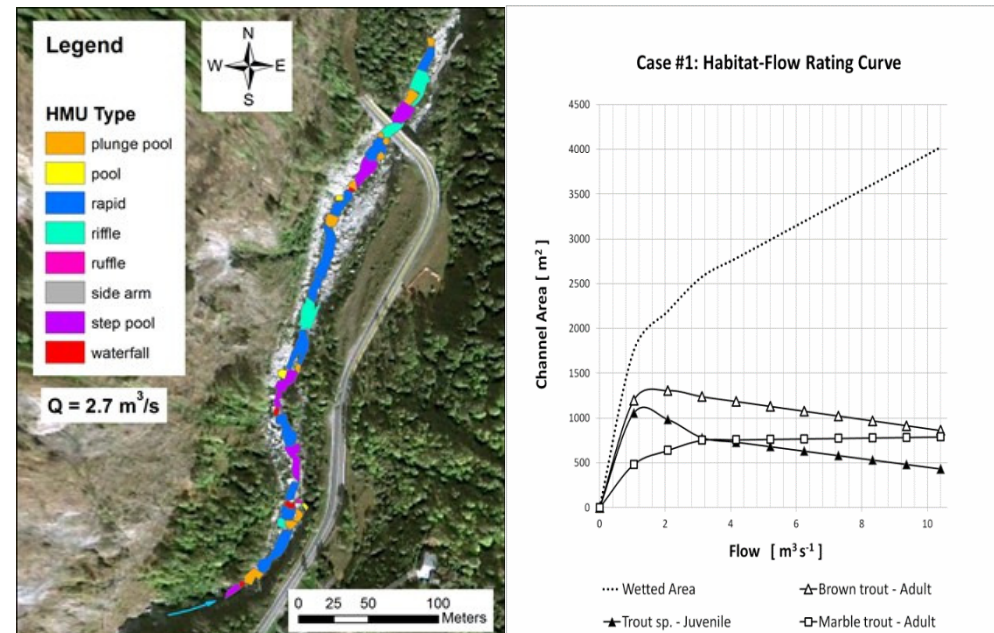 Legend
HMU Type
plunge pool
pool
rapid
riffle
ruffle
side arm
step pool
waterfall
N
W E
S
Q = 2.7 m³/s
0 25 50 100
Meters
Case #1: Habitat-Flow Rating Curve
Channel Area [ m² ]
4500
4000
3500
3000
2500
2000
1500
1000
500
0
0 2 4 6 8 10
Flow [ m³ s⁻¹ ]
Wetted Area
Brown trout - Adult
Trout sp. - Juvenile
Marble trout - Adult